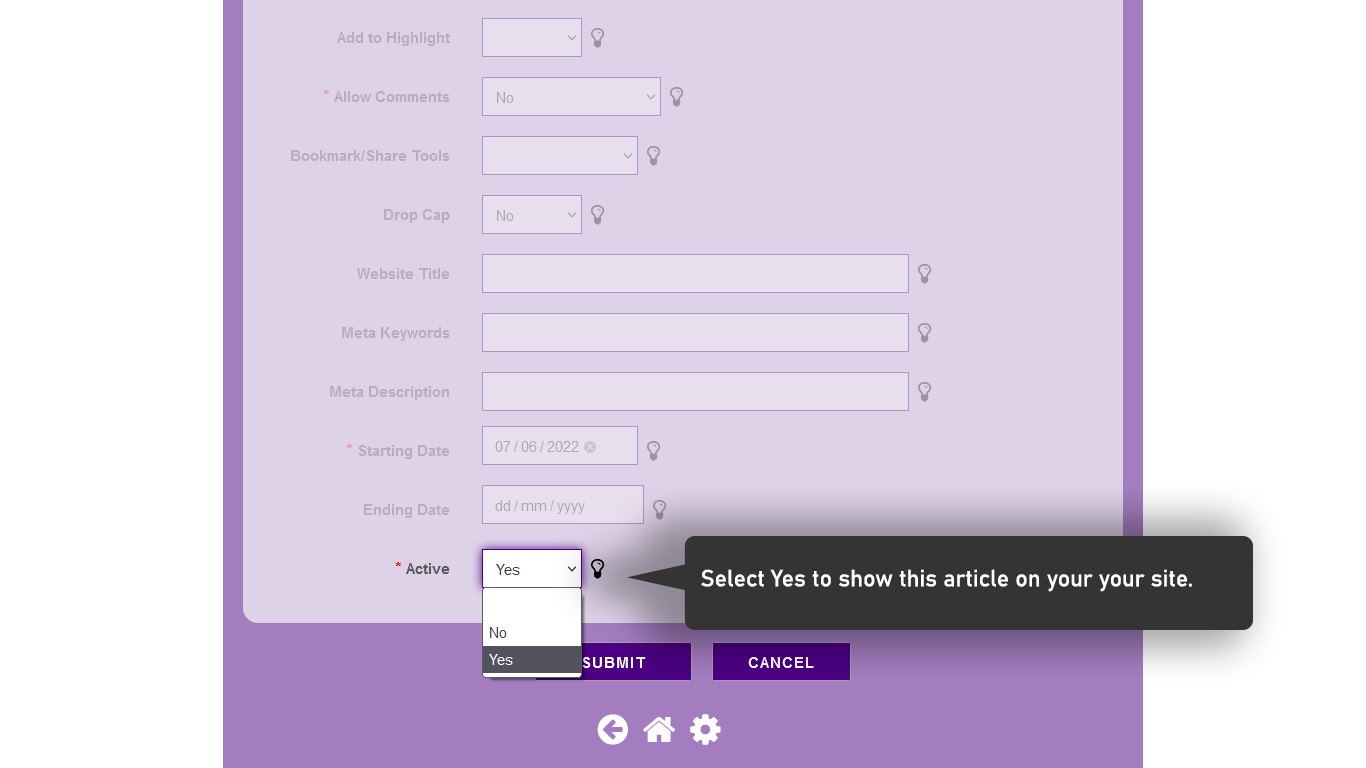 Add to Highlight
* Allow Comments No
Bookmark/Share Tools
Drop Cap No
Website Title
Meta Keywords
Meta Description
* Starting Date 07 / 06 / 2022
Ending Date dd / mm / yyyy
* Active Yes
Select Yes to show this article on your your site.
No
Yes
SUBMIT CANCEL